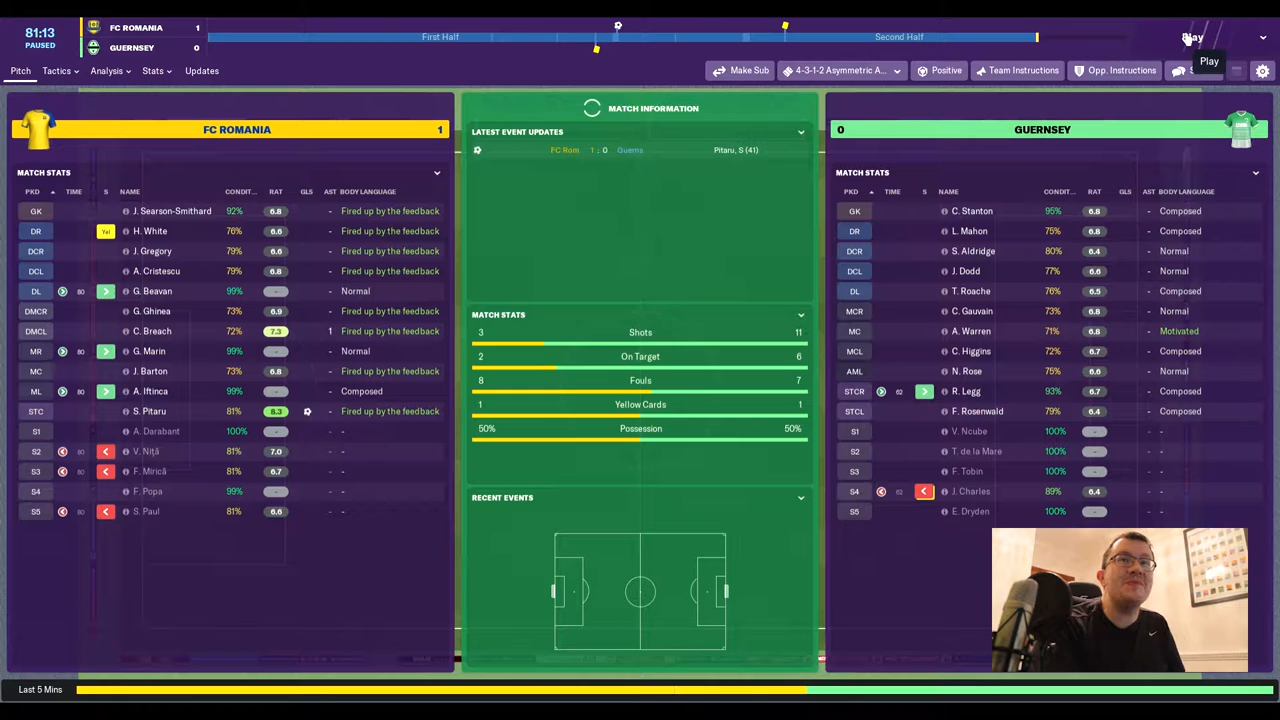 81:13
PAUSED
FC ROMANIA 1
GUERNSEY 0
First Half
Second Half
Play
Play
Pitch
Tactics
Analysis
Stats
Updates
Make Sub
4-3-1-2 Asymmetric A...
Positive
Team Instructions
Opp. Instructions
FC ROMANIA 1
MATCH STATS
PKD TIME S NAME CONDIT... RAT GLS AST BODY LANGUAGE
GK J. Searson-Smithard 92% 6.8 - Fired up by the feedback
DR Yel H. White 76% 6.6 - Fired up by the feedback
DCR J. Gregory 79% 6.6 - Fired up by the feedback
DCL A. Cristescu 79% 6.8 - Fired up by the feedback
DL 80 G. Beavan 99% - - Normal
DMCR G. Ghinea 73% 6.9 - Fired up by the feedback
DMCL C. Breach 72% 7.3 1 Fired up by the feedback
MR 80 G. Marin 99% - - Normal
MC J. Barton 73% 6.8 - Fired up by the feedback
ML 80 A. Iftinca 99% - - Composed
STC S. Pitaru 81% 8.3 - Fired up by the feedback
S1 A. Darabant 100% - - -
S2 80 V. Niță 81% 7.0 - -
S3 80 F. Mirică 81% 6.7 - -
S4 F. Popa 99% - - -
S5 80 S. Paul 81% 6.6 - -
MATCH INFORMATION
LATEST EVENT UPDATES
FC Rom 1 : 0 Guerns Pitaru, S (41)
MATCH STATS
3 Shots 11
2 On Target 6
8 Fouls 7
1 Yellow Cards 1
50% Possession 50%
RECENT EVENTS
0 GUERNSEY
MATCH STATS
PKD TIME S NAME CONDIT... RAT GLS AST BODY LANGUAGE
GK C. Stanton 95% 6.8 - Composed
DR L. Mahon 75% 6.8 - Composed
DCR S. Aldridge 80% 6.4 - Normal
DCL J. Dodd 77% 6.6 - Normal
DL T. Roache 76% 6.5 - Composed
MCR C. Gauvain 73% 6.8 - Normal
MC A. Warren 71% 6.8 - Motivated
MCL C. Higgins 72% 6.7 - Composed
AML N. Rose 75% 6.6 - Normal
STCR 62 R. Legg 93% 6.7 - Composed
STCL F. Rosenwald 79% 6.4 - Composed
S1 V. Ncube 100% - - -
S2 T. de la Mare 100% - - -
S3 F. Tobin 100% - - -
S4 62 J. Charles 89% 6.4 - -
S5 E. Dryden 100% - - -
Last 5 Mins